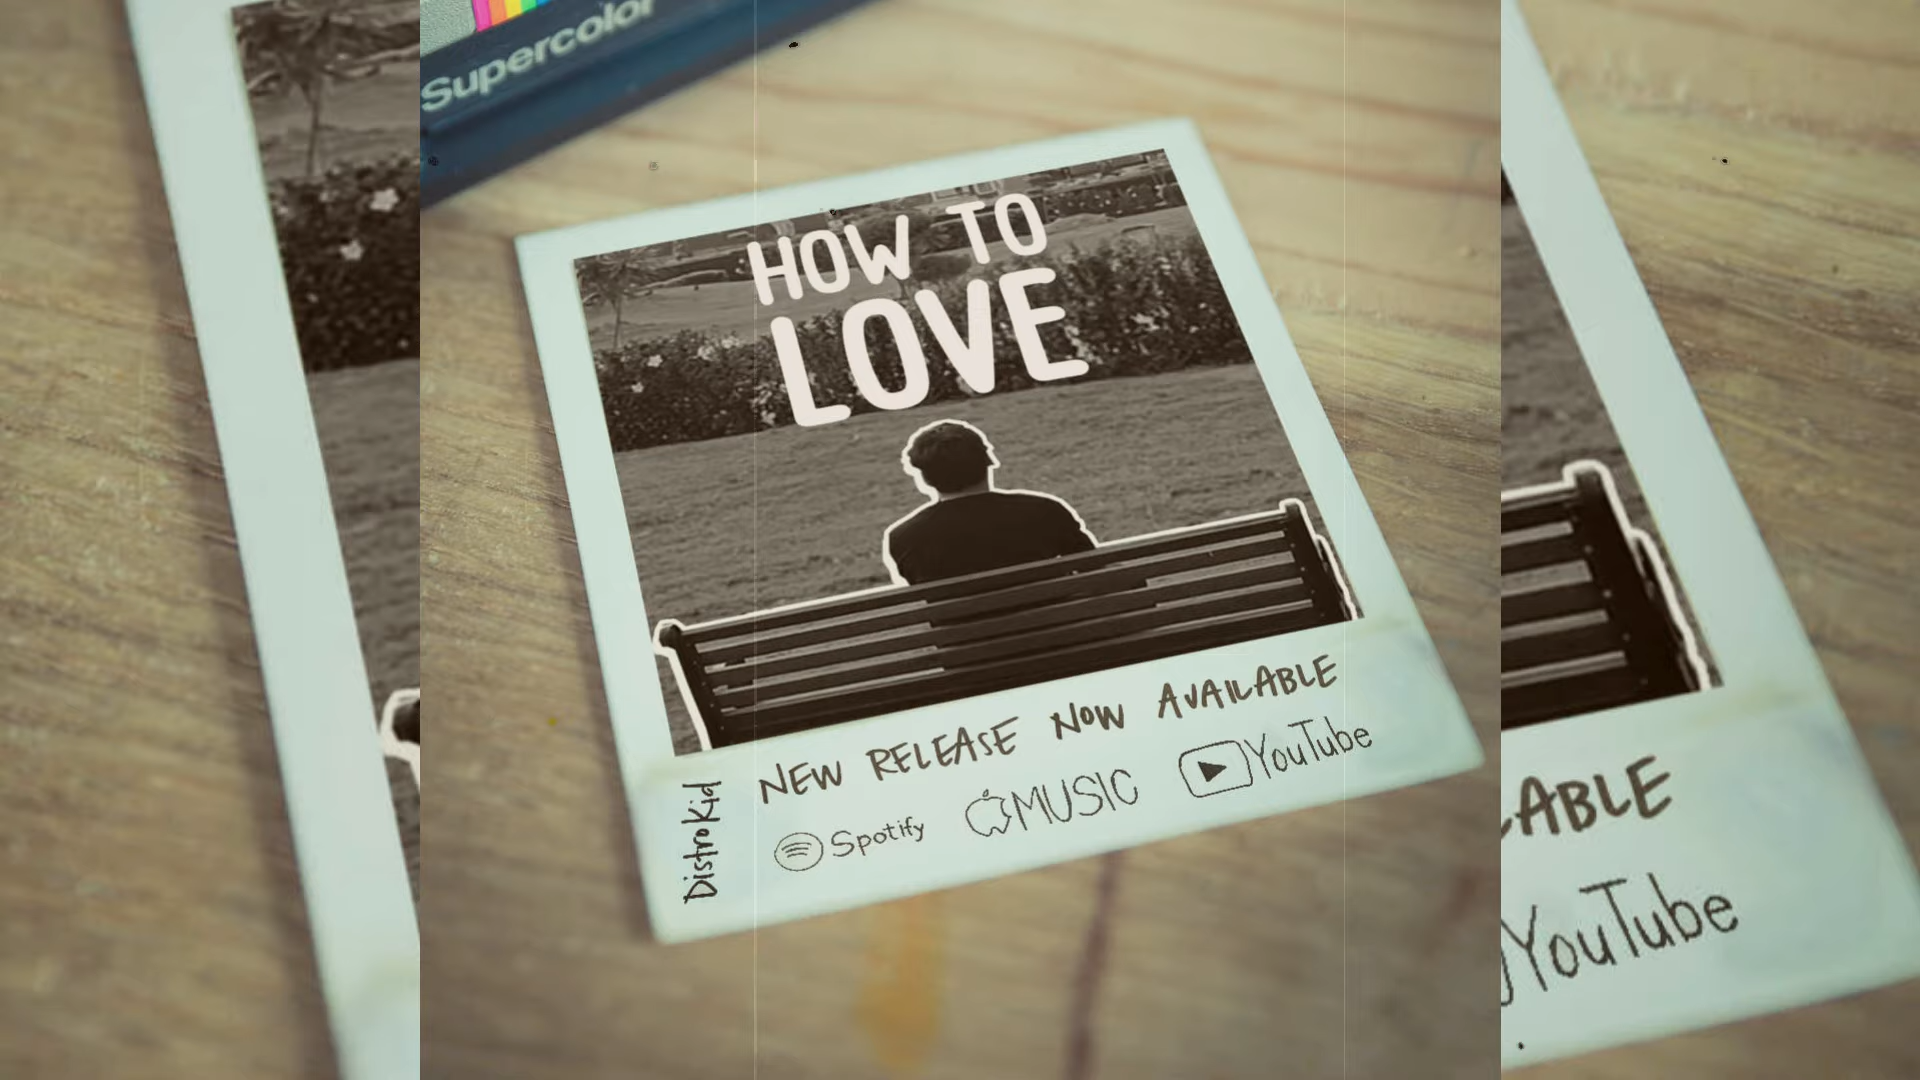 Supercolor
HOW TO
LOVE
NEW RELEASE NOW AVAILABLE
DistroKid
Spotify
MUSIC
YouTube
ABLE
YouTube